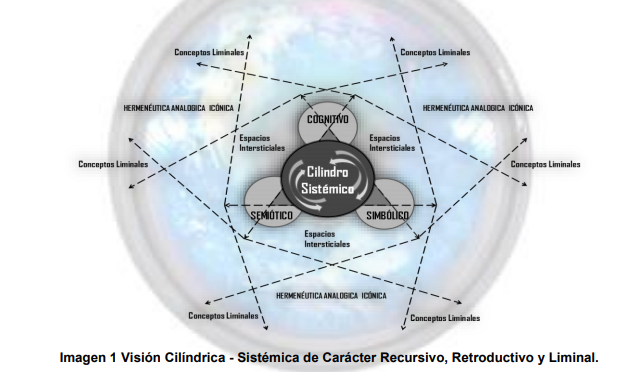 Conceptos Liminales
Conceptos Liminales
HERMENÉUTICA ANALOGICA ICÓNICA
HERMENÉUTICA ANALOGICA ICÓNICA
COGNITIVO
Espacios
Intersticiales
Espacios
Intersticiales
Conceptos Liminales
Conceptos Liminales
Cilindro
Sistémico
SEMIÓTICO
SIMBÓLICO
Espacios
Intersticiales
HERMENÉUTICA ANALOGICA ICÓNICA
Conceptos Liminales
Conceptos Liminales
Imagen 1 Visión Cilíndrica - Sistémica de Carácter Recursivo, Retroductivo y Liminal.